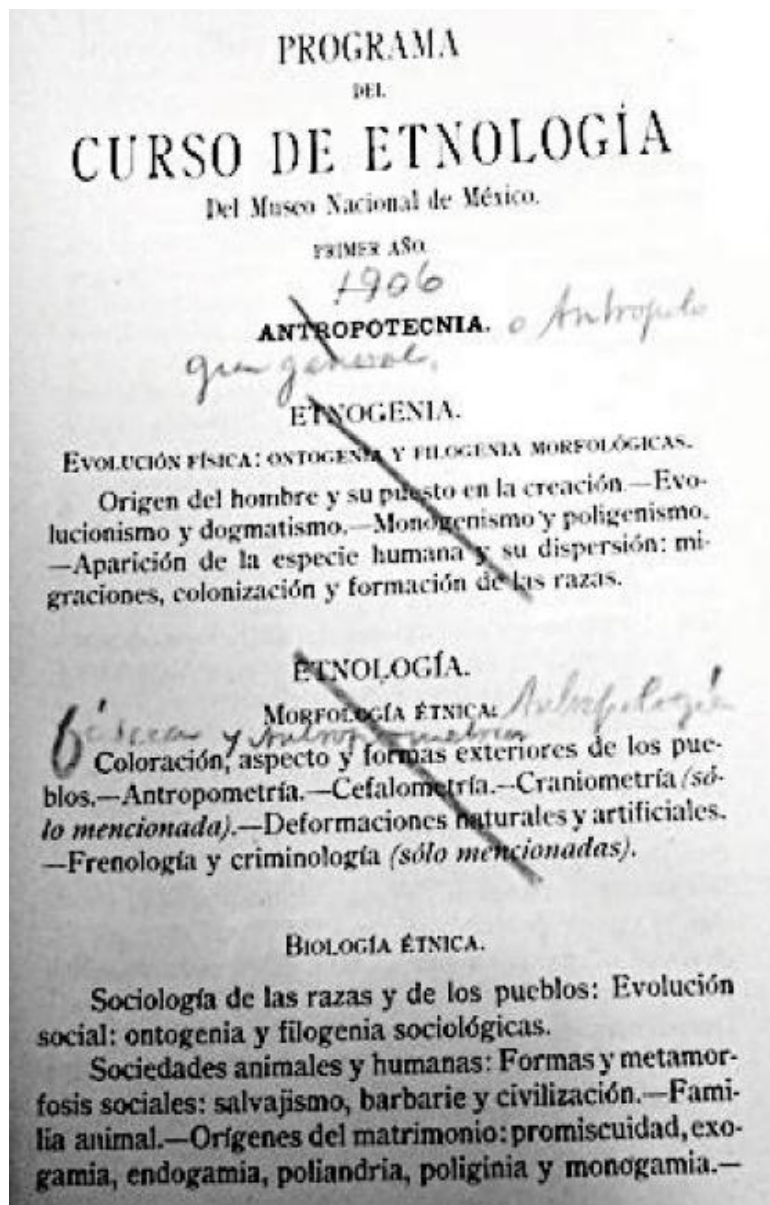 PROGRAMA
DEL
CURSO DE ETNOLOGÍA
Del Museo Nacional de México.
PRIMER AÑO
1906
ANTROPOTECNIA. o Antropolo
gia general.
ETNOGENIA.
EVOLUCIÓN FÍSICA: ONTOGENIA Y FILOGENIA MORFOLÓGICAS.
Origen del hombre y su puesto en la creación.—Evo-
lucionismo y dogmatismo.—Monogenismo y poligenismo.
—Aparición de la especie humana y su dispersión: mi-
graciones, colonización y formación de las razas.
ETNOLOGÍA.
MORFOLOGÍA ÉTNICA: Antropología
y Antropometria
Coloración, aspecto y formas exteriores de los pue-
blos.—Antropometría.—Cefalometría.—Craniometría (só-
lo mencionada).—Deformaciones naturales y artificiales.
—Frenología y criminología (sólo mencionadas).
BIOLOGÍA ÉTNICA.
Sociología de las razas y de los pueblos: Evolución
social: ontogenia y filogenia sociológicas.
Sociedades animales y humanas: Formas y metamor-
fosis sociales: salvajismo, barbarie y civilización.—Fami-
lia animal.—Orígenes del matrimonio: promiscuidad, exo-
gamia, endogamia, poliandria, poliginia y monogamia.—